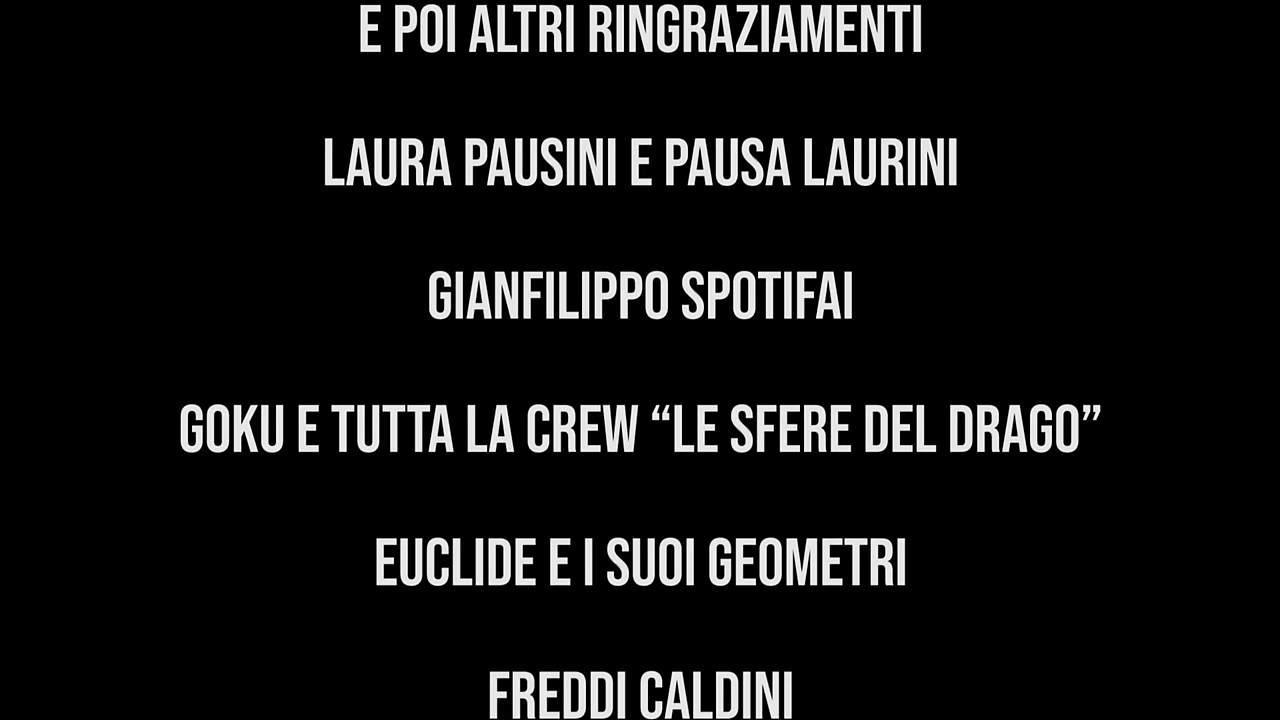 E POI ALTRI RINGRAZIAMENTI
LAURA PAUSINI E PAUSA LAURINI
GIANFILIPPO SPOTIFAI
GOKU E TUTTA LA CREW “LE SFERE DEL DRAGO”
EUCLIDE E I SUOI GEOMETRI
FREDDI CALDINI